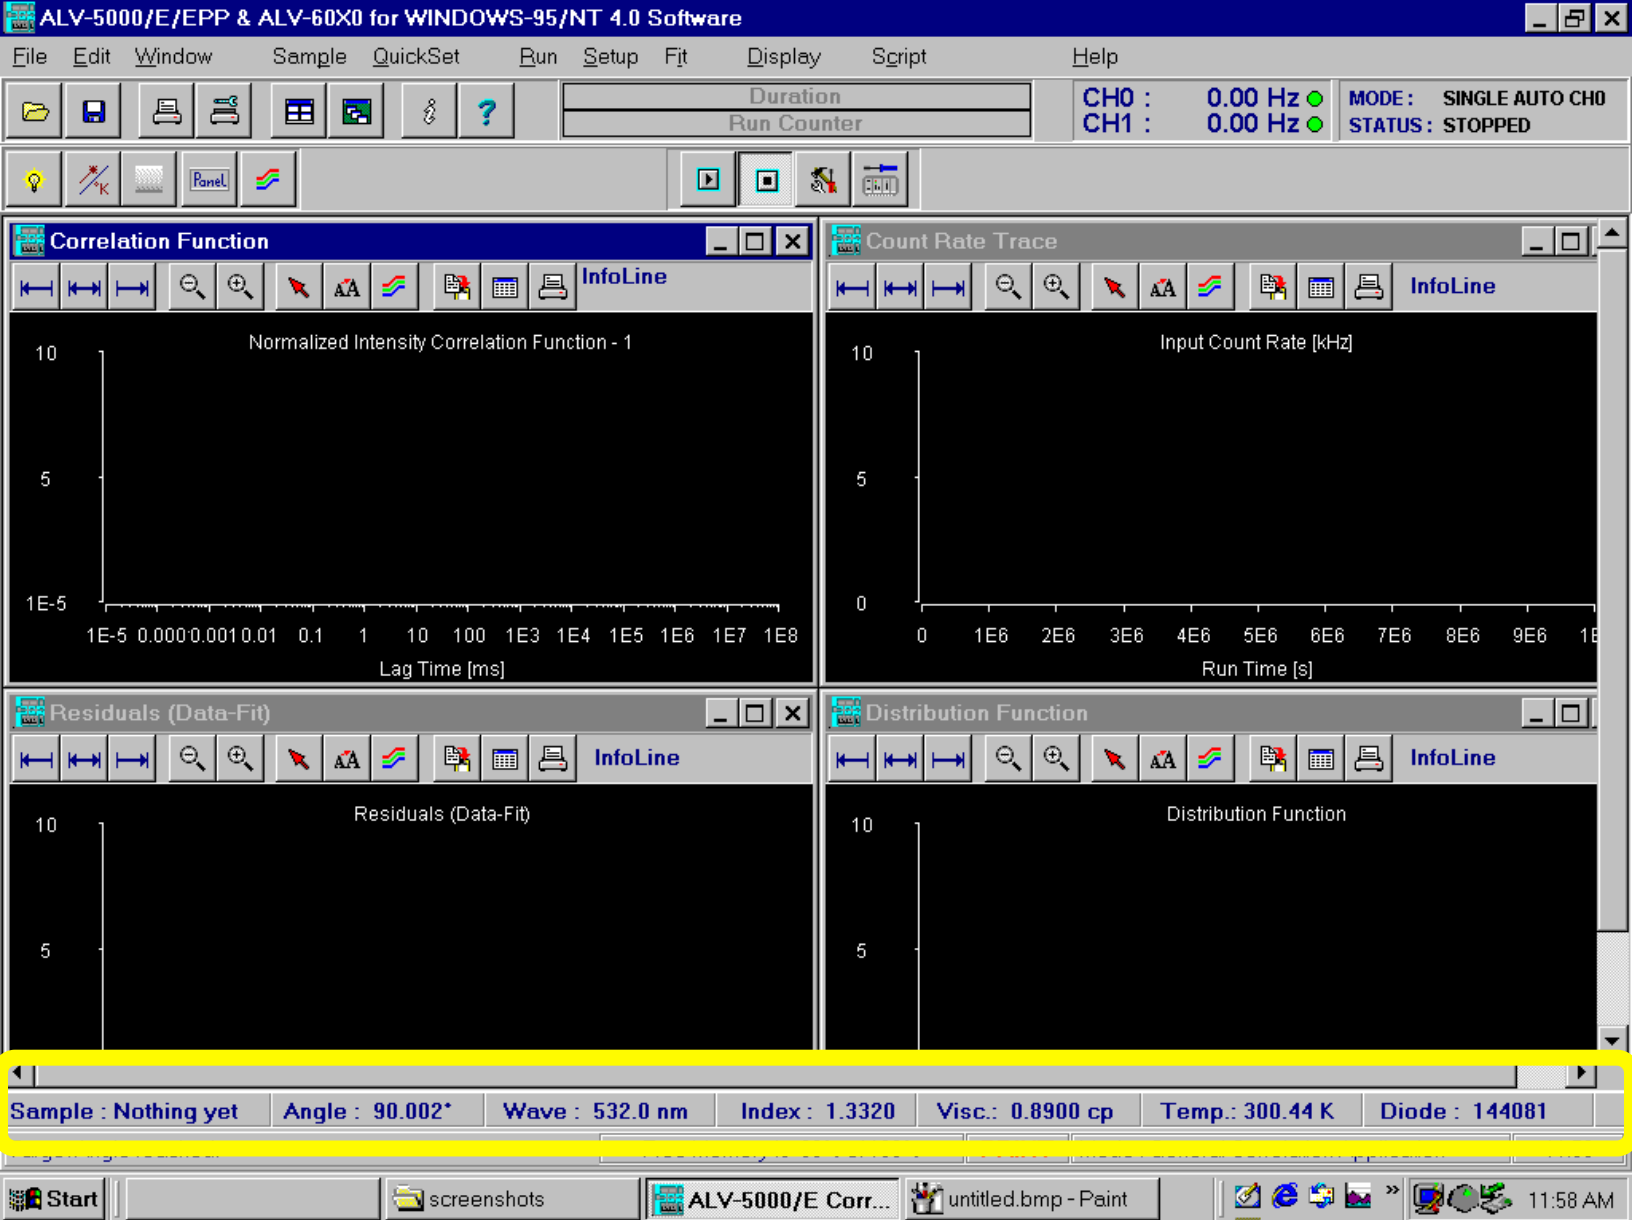 ALV-5000/E/EPP & ALV-60X0 for WINDOWS-95/NT 4.0 Software
File Edit Window Sample QuickSet Run Setup Fit Display Script Help
Duration
Run Counter
CH0 : 0.00 Hz
CH1 : 0.00 Hz
MODE : SINGLE AUTO CH0
STATUS : STOPPED
Panel
Correlation Function
InfoLine
Normalized Intensity Correlation Function - 1
10
5
1E-5
1E-5 0.000 0.001 0.01 0.1 1 10 100 1E3 1E4 1E5 1E6 1E7 1E8
Lag Time [ms]
Count Rate Trace
InfoLine
Input Count Rate [kHz]
10
5
0
0 1E6 2E6 3E6 4E6 5E6 6E6 7E6 8E6 9E6 1E
Run Time [s]
Residuals (Data-Fit)
InfoLine
Residuals (Data-Fit)
10
5
Distribution Function
InfoLine
Distribution Function
10
5
Sample : Nothing yet Angle : 90.002° Wave : 532.0 nm Index : 1.3320 Visc.: 0.8900 cp Temp.: 300.44 K Diode : 144081
Start screenshots ALV-5000/E Corr... untitled.bmp - Paint 11:58 AM